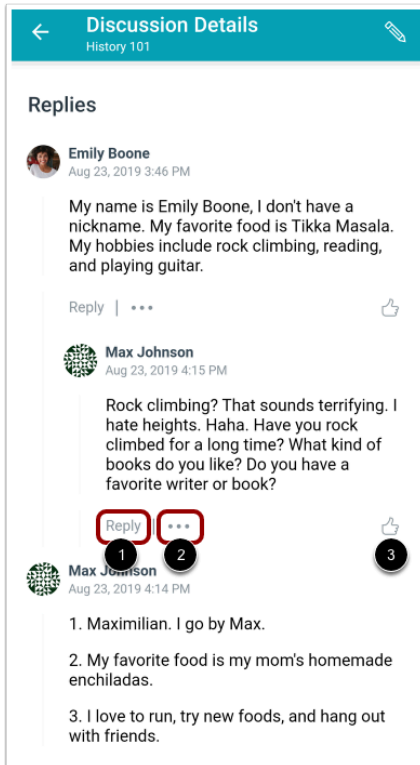 Discussion Details
History 101
Replies
Emily Boone
Aug 23, 2019 3:46 PM
My name is Emily Boone, I don't have a
nickname. My favorite food is Tikka Masala.
My hobbies include rock climbing, reading,
and playing guitar.
Reply | •••
Max Johnson
Aug 23, 2019 4:15 PM
Rock climbing? That sounds terrifying. I
hate heights. Haha. Have you rock
climbed for a long time? What kind of
books do you like? Do you have a
favorite writer or book?
Reply | •••
1 2 3
Max Johnson
Aug 23, 2019 4:14 PM
1. Maximilian. I go by Max.
2. My favorite food is my mom's homemade
enchiladas.
3. I love to run, try new foods, and hang out
with friends.